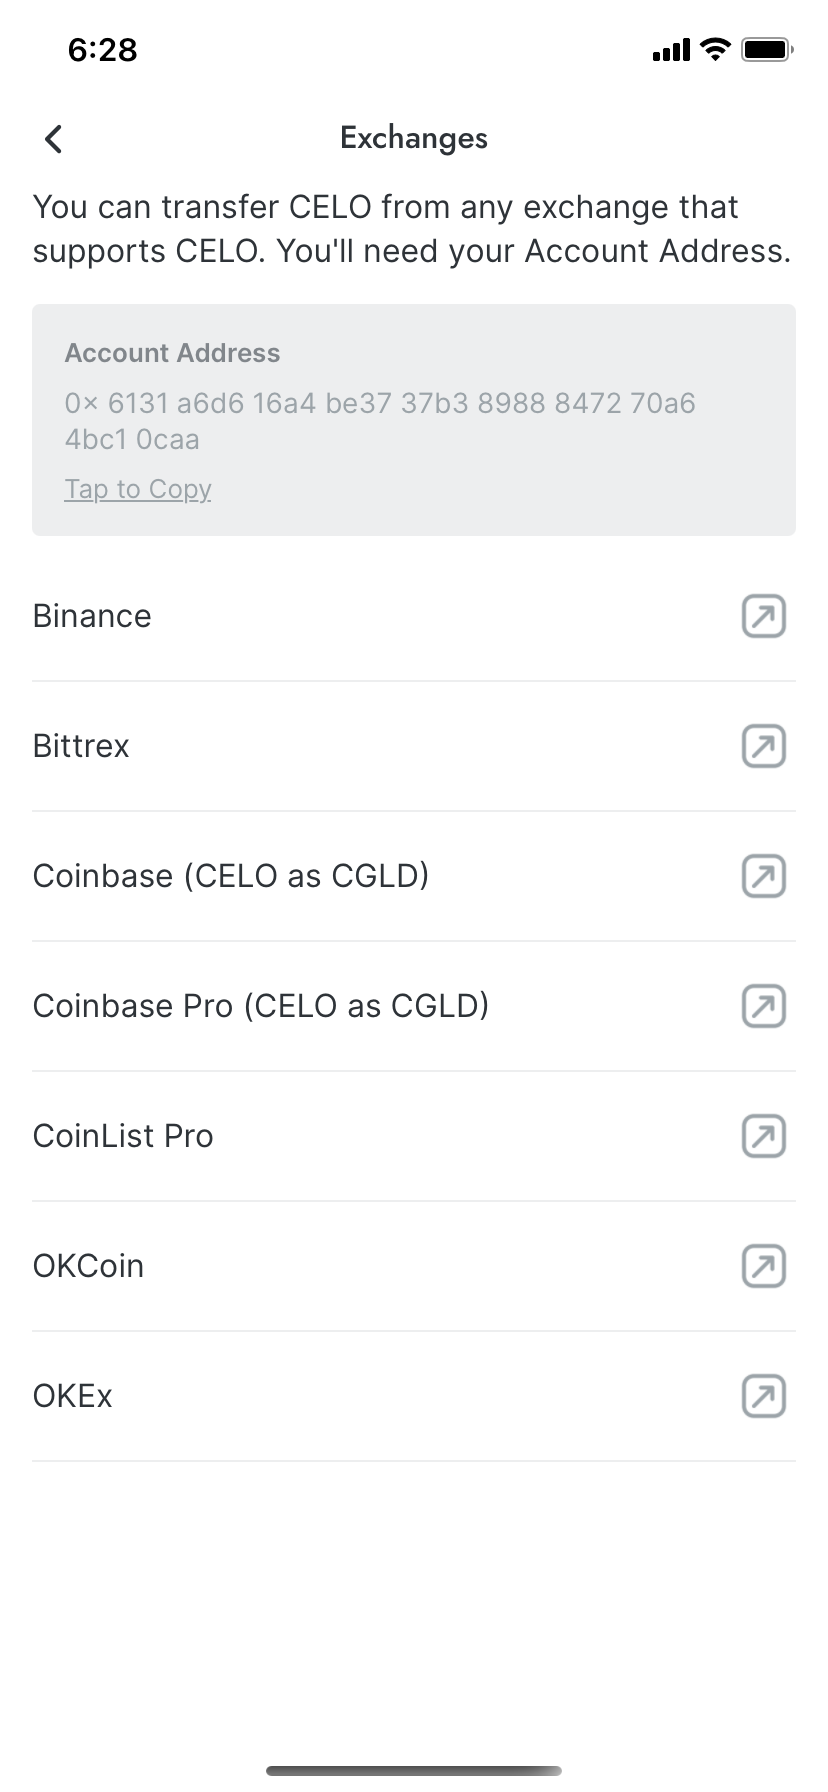 6:28
Exchanges
You can transfer CELO from any exchange that
supports CELO. You'll need your Account Address.
Account Address
0x 6131 a6d6 16a4 be37 37b3 8988 8472 70a6
4bc1 0caa
Tap to Copy
Binance
Bittrex
Coinbase (CELO as CGLD)
Coinbase Pro (CELO as CGLD)
CoinList Pro
OKCoin
OKEx